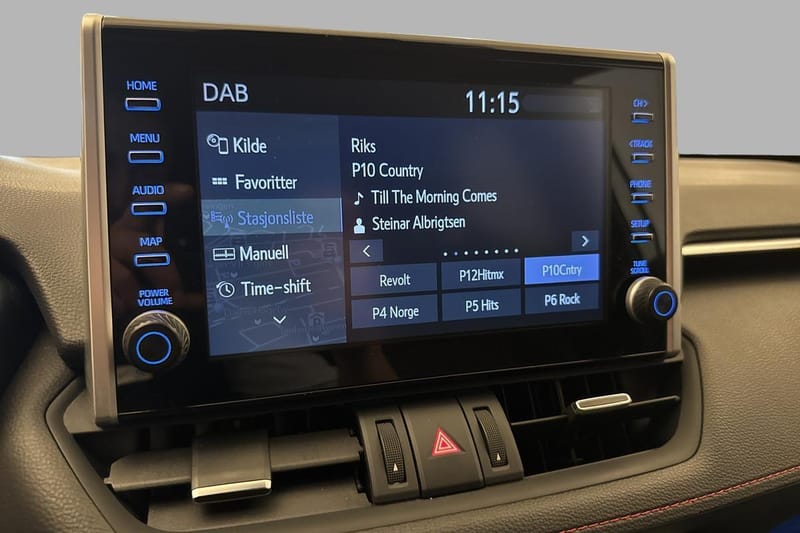 HOME
MENU
AUDIO
MAP
POWER
VOLUME
DAB
11:15
Kilde
Favoritter
Stasjonsliste
Manuell
Time-shift
Riks
P10 Country
Till The Morning Comes
Steinar Albrigtsen
Revolt
P12Hitmx
P10Cntry
P4 Norge
P5 Hits
P6 Rock
CH>
<TRACK
PHONE
SETUP
TUNE
SCROLL